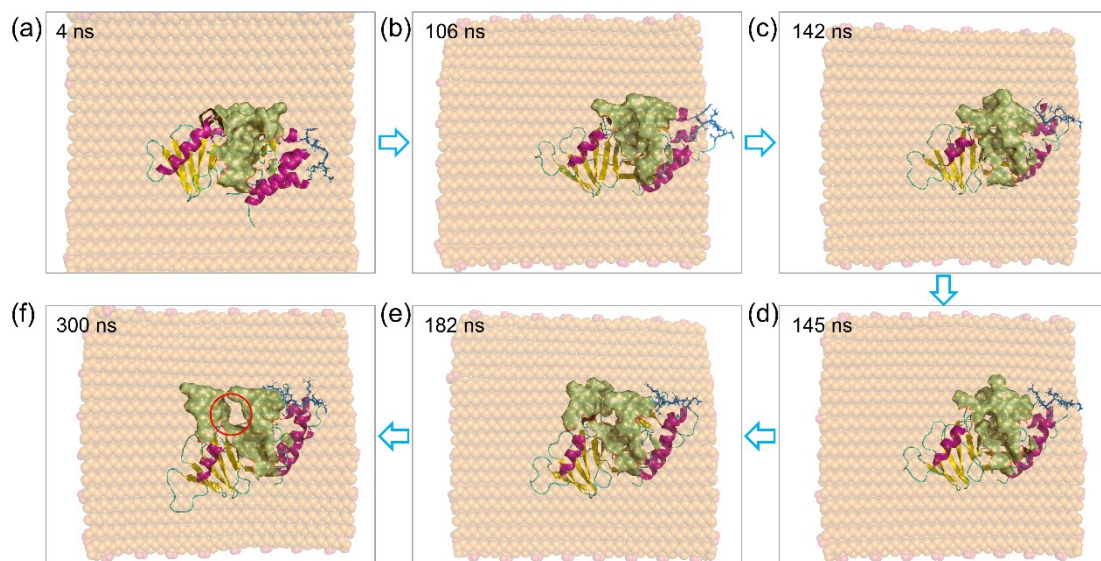 (a) 4 ns
(b) 106 ns
(c) 142 ns
(f) 300 ns
(e) 182 ns
(d) 145 ns